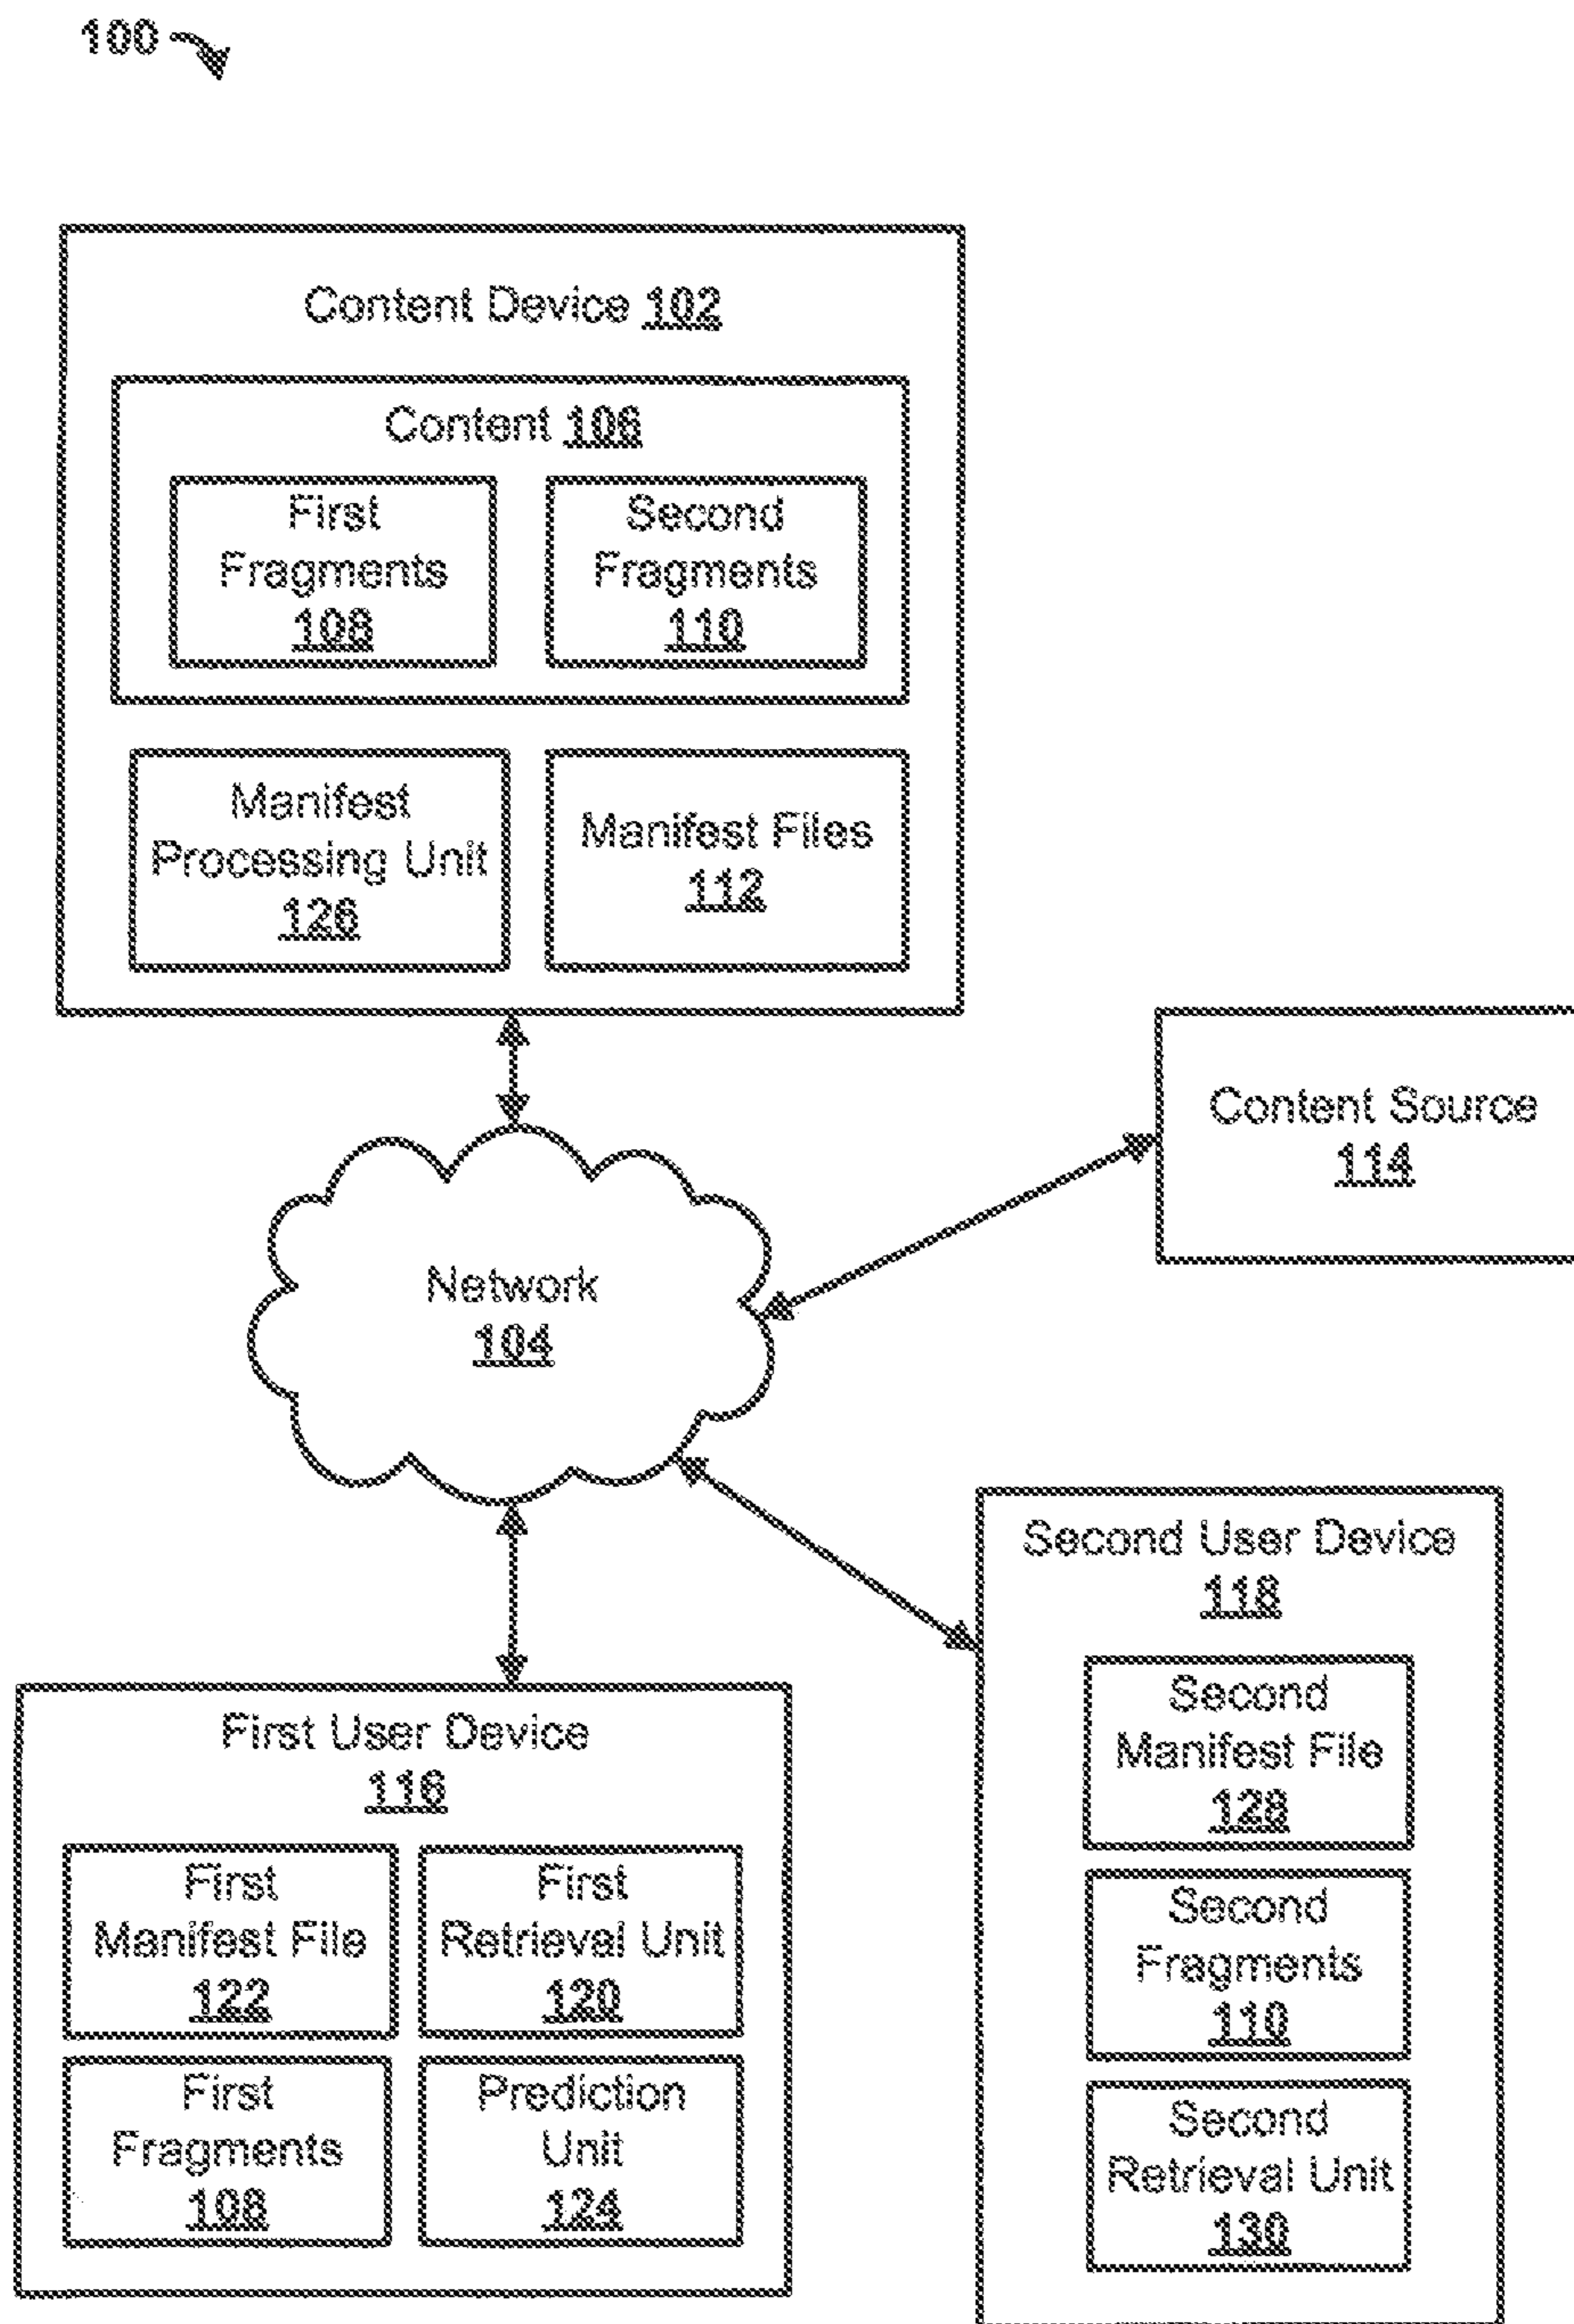 100
Content Device 102
Content 106
First
Fragments
108
Second
Fragments
110
Manifest
Processing Unit
126
Manifest Files
112
Content Source
114
Network
104
Second User Device
118
Second
Manifest File
128
Second
Fragments
110
Second
Retrieval Unit
130
First User Device
116
First
Manifest File
122
First
Retrieval Unit
120
First
Fragments
108
Prediction
Unit
124